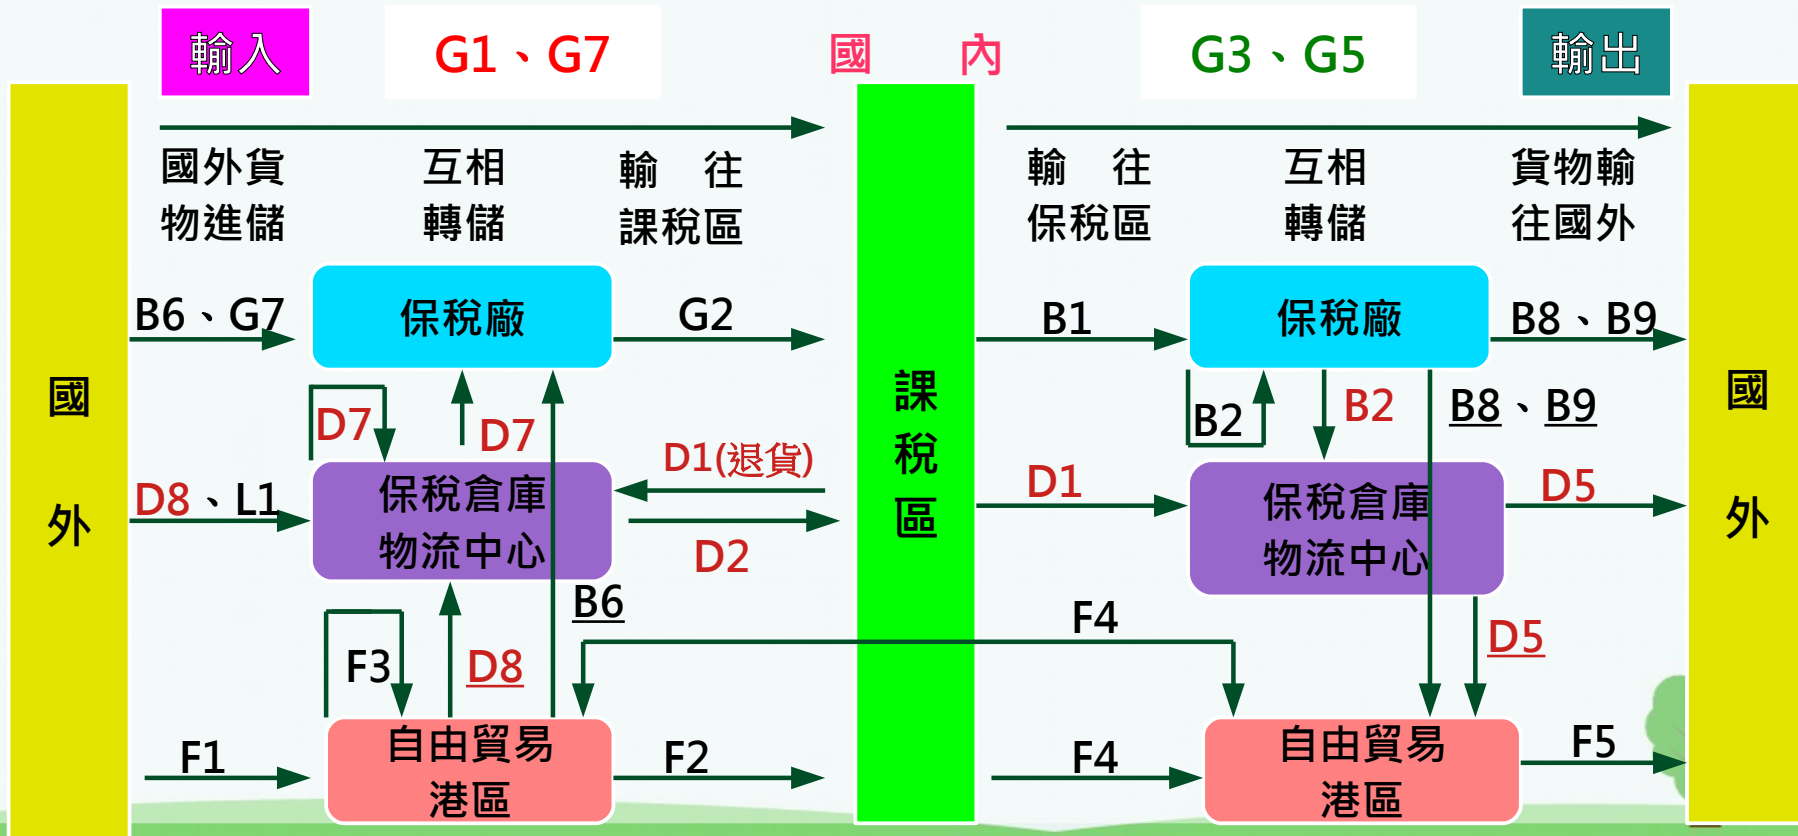 輸入
G1、G7
國 內
G3、G5
輸出
國外貨
物進儲
互相
轉儲
輸 往
課稅區
輸 往
保稅區
互相
轉儲
貨物輸
往國外
國
外
B6、G7
保稅廠
G2
課
稅
區
B1
保稅廠
B8、B9
國
外
D7
D7
D1(退貨)
B2
B2
B8、B9
D8、L1
保稅倉庫
物流中心
D2
D1
保稅倉庫
物流中心
D5
B6
F4
F3
D8
D5
F1
自由貿易
港區
F2
F4
自由貿易
港區
F5